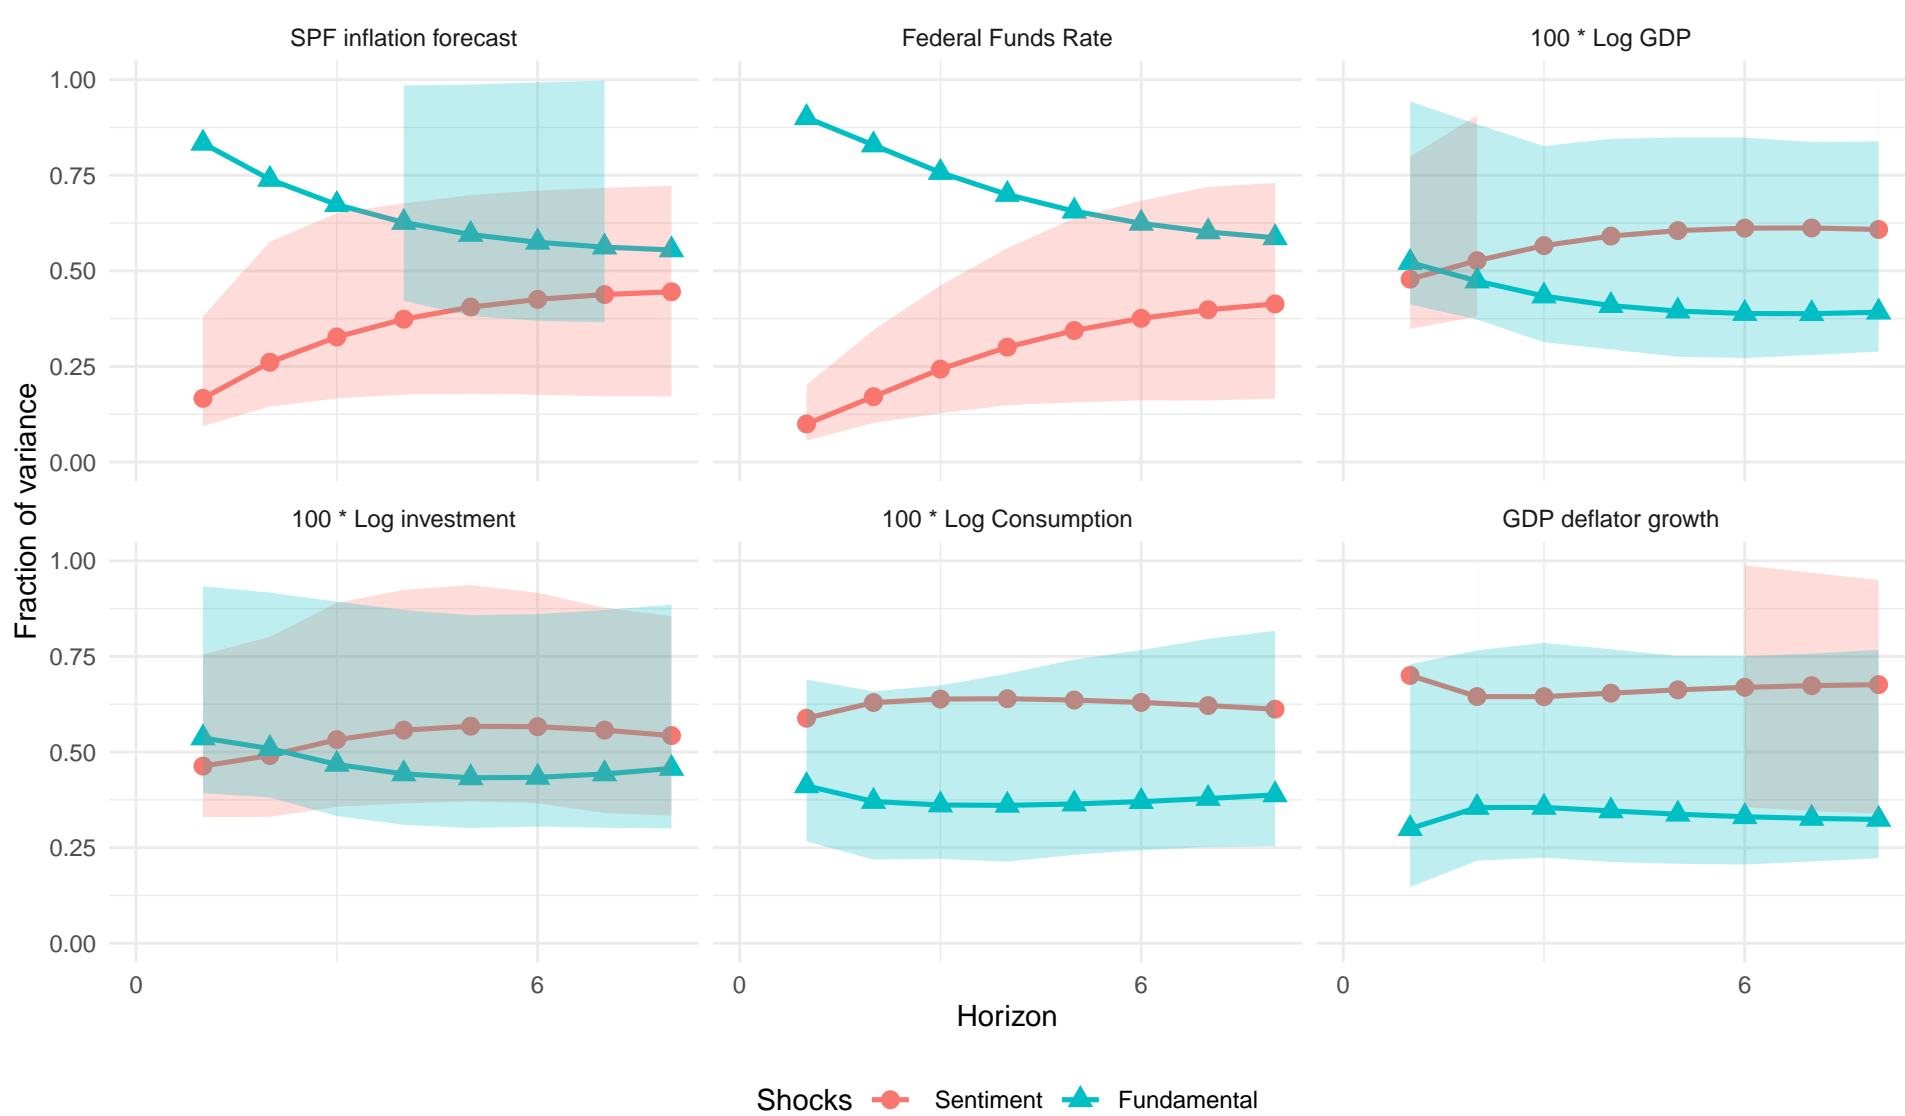 SPF inflation forecast
Federal Funds Rate
100 * Log GDP
1.00
0.75
0.50
0.25
0.00
100 * Log investment
100 * Log Consumption
GDP deflator growth
1.00
0.75
0.50
0.25
0.00
Fraction of variance
0 6
0 6
0 6
Horizon
Shocks Sentiment Fundamental